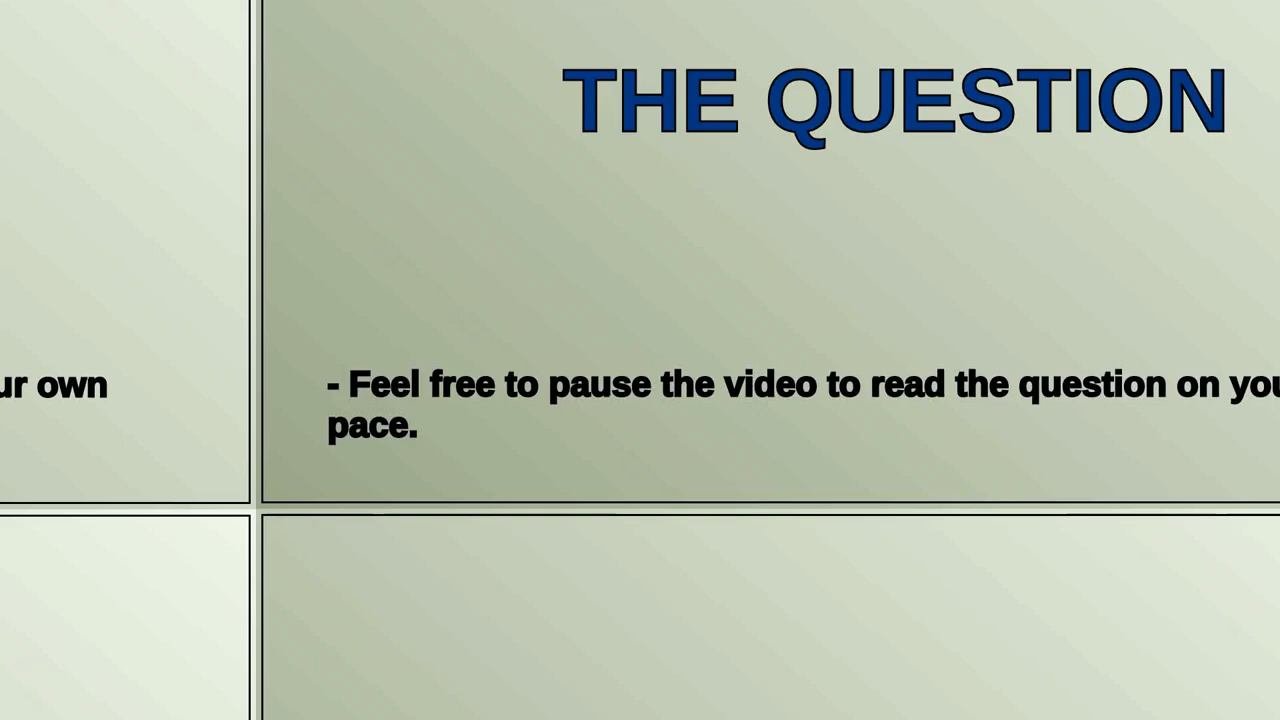 THE QUESTION
ur own
- Feel free to pause the video to read the question on you
pace.